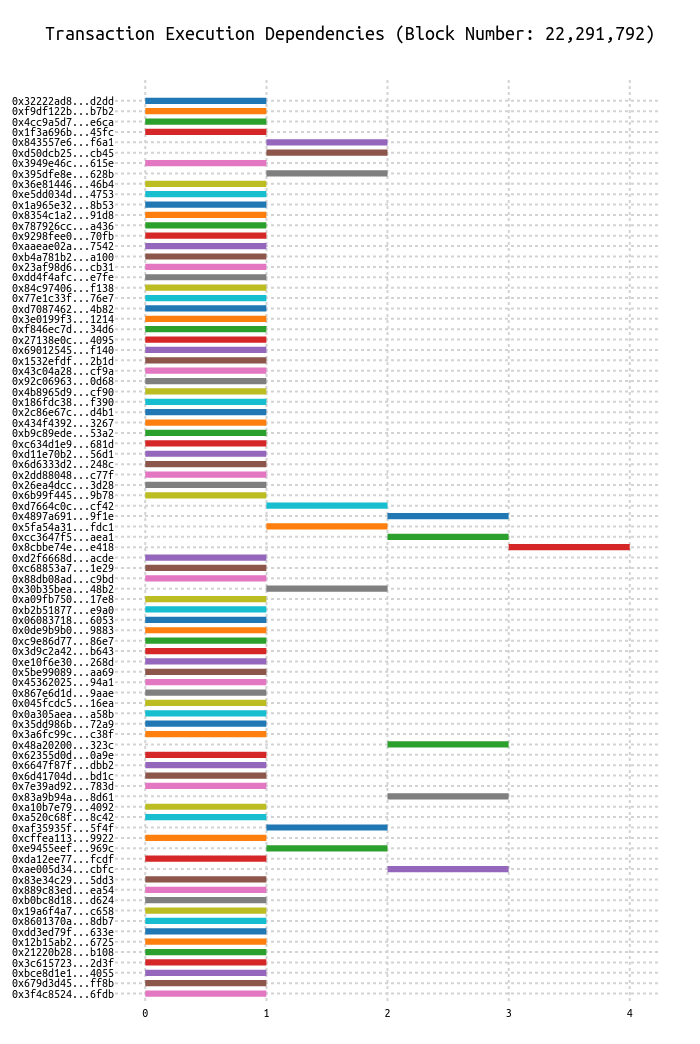 Transaction Execution Dependencies (Block Number: 22,291,792)
0x32222ad8...d2dd
0xf9df122b...b7b2
0x4cc9a5d7...e6ca
0x1f3a696b...45fc
0x843557e6...f6a1
0xd50dcb25...cb45
0x3949e46c...615e
0x395dfe8e...628b
0x36e81446...46b4
0xe5dd034d...4753
0x1a965e32...8b53
0x8354c1a2...91d8
0x787926cc...a436
0x9298fee0...70fb
0xaaeae02a...7542
0xb4a781b2...a100
0x23af98d6...cb31
0xdd4f4afc...e7fe
0x84c97406...f138
0x77e1c33f...76e7
0xd7087462...4b82
0x3e0199f3...1214
0xf846ec7d...34d6
0x27138e0c...4095
0x69012545...f140
0x1532efdf...2b1d
0x43c04a28...cf9a
0x92c06963...0d68
0x4b8965d9...cf90
0x186fdc38...f390
0x2c86e67c...d4b1
0x434f4392...3267
0xb9c89ede...53a2
0xc634d1e9...681d
0xd11e70b2...56d1
0x6d6333d2...248c
0x2dd88048...c77f
0x26ea4dcc...3d28
0x6b99f445...9b78
0xd7664c0c...cf42
0x4897a691...9f1e
0x5fa54a31...fdc1
0xcc3647f5...aea1
0x8cbbe74e...e418
0xd2f6668d...acde
0xc68853a7...1e29
0x88db08ad...c9bd
0x30b35bea...48b2
0xa09fb750...17e8
0xb2b51877...e9a0
0x06083718...6053
0x0de9b9b0...9883
0xc9e86d77...86e7
0x3d9c2a42...b643
0xe10f6e30...268d
0x5be99089...aa69
0x45362025...94a1
0x867e6d1d...9aae
0x045fcdc5...16ea
0x0a305aea...a58b
0x35dd986b...72a9
0x3a6fc99c...c38f
0x48a20200...323c
0x62355d0d...0a9e
0x6647f87f...dbb2
0x6d41704d...bd1c
0x7e39ad92...783d
0x83a9b94a...8d61
0xa10b7e79...4092
0xa520c68f...8c42
0xaf35935f...5f4f
0xcffea113...9922
0xe9455eef...969c
0xda12ee77...fcdf
0xae005d34...cbfc
0x83e34c29...5dd3
0x889c83ed...ea54
0xb0bc8d18...d624
0x19a6f4a7...c658
0x8601370a...8db7
0xdd3ed79f...633e
0x12b15ab2...6725
0x21220b28...b108
0x3c615723...2d3f
0xbce8d1e1...4055
0x679d3d45...ff8b
0x3f4c8524...6fdb
0 1 2 3 4